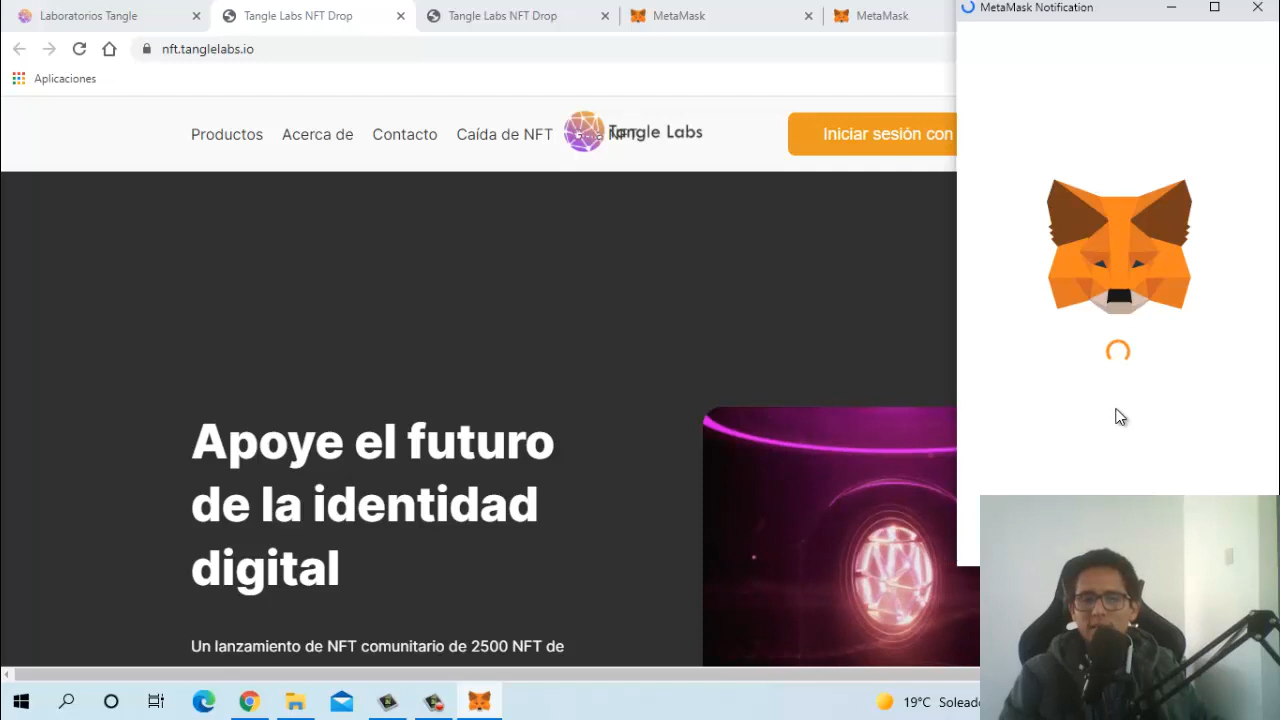 Laboratorios Tangle
Tangle Labs NFT Drop
Tangle Labs NFT Drop
MetaMask
MetaMask
MetaMask Notification
nft.tanglelabs.io
Aplicaciones
Productos
Acerca de
Contacto
Caída de NFT
Tangle Labs
Iniciar sesión con
Apoye el futuro
de la identidad
digital
Un lanzamiento de NFT comunitario de 2500 NFT de
19°C Soleado